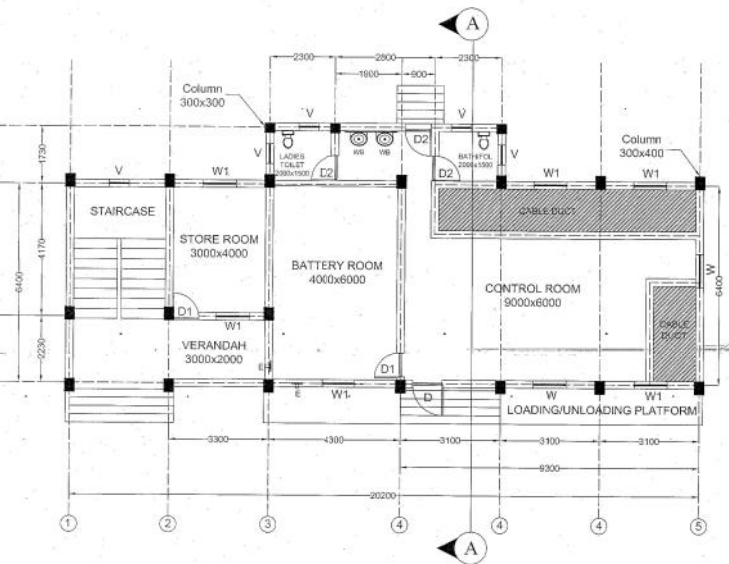 A
2300
2800
2300
1800
900
Column
300x300
V
V
D2
Column
300x400
1730
V
LADIES
TOILET
2000x1500
D2
WB
WB
D2
BATH/TOI.
2000x1500
V
V
W1
W1
W1
STAIRCASE
CABLE DUCT
STORE ROOM
3000x4000
BATTERY ROOM
4000x6000
CONTROL ROOM
9000x6000
W
6400
4170
6400
D1
W1
VERANDAH
3000x2000
2230
CABLE
DUCT
E
D1
E
W1
D
W
W1
LOADING/UNLOADING PLATFORM
3300
4300
3100
3100
3100
9300
20200
1
2
3
4
4
4
5
A